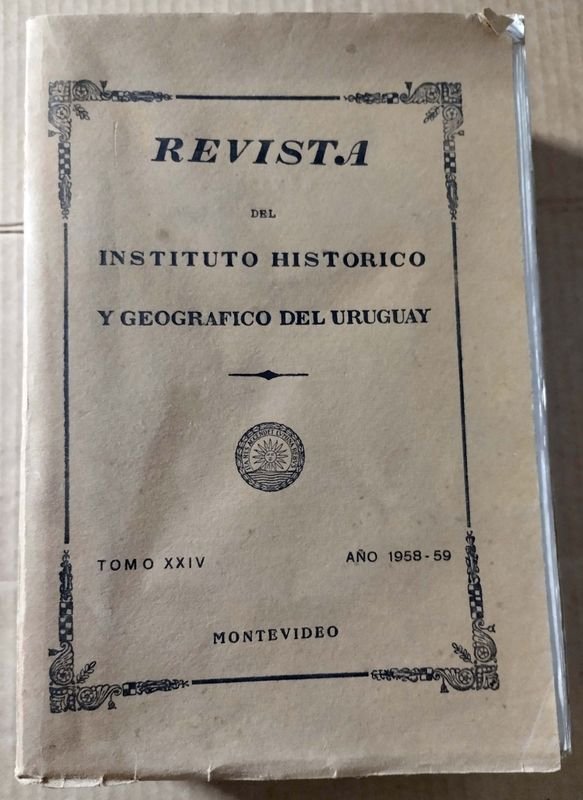 REVISTA
DEL
INSTITUTO HISTORICO
Y GEOGRAFICO DEL URUGUAY
TOMO XXIV
AÑO 1958-59
MONTEVIDEO